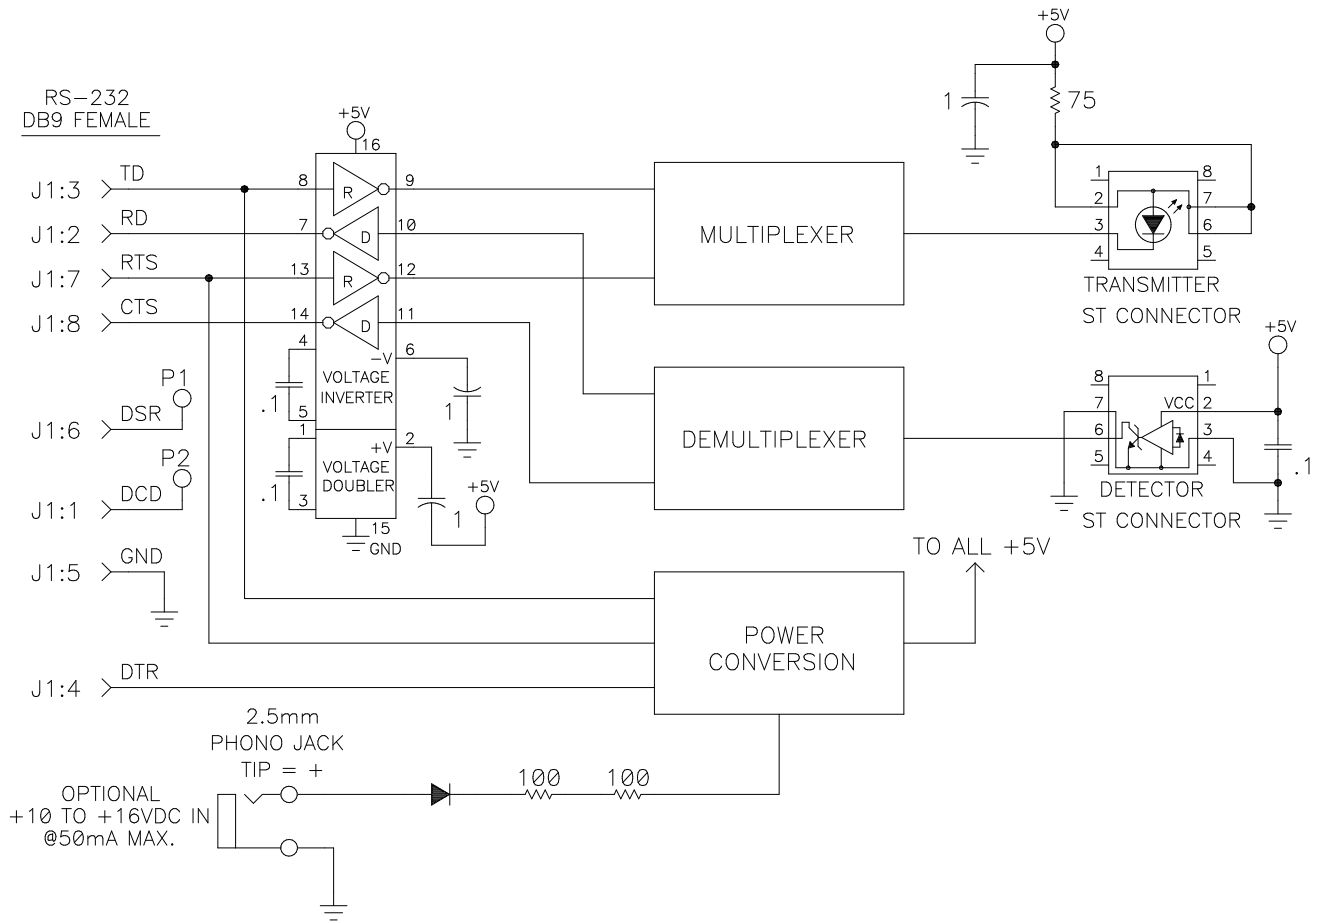 RS-232
DB9 FEMALE
J1:3
TD
J1:2
RD
J1:7
RTS
J1:8
CTS
P1
J1:6
DSR
P2
J1:1
DCD
J1:5
GND
J1:4
DTR
+5V
16
8
R
9
7
D
10
13
R
12
14
D
11
4
-V
6
VOLTAGE
INVERTER
.1
1
5
1
+V
2
VOLTAGE
DOUBLER
.1
3
1
+5V
15
GND
MULTIPLEXER
DEMULTIPLEXER
POWER
CONVERSION
TO ALL +5V
+5V
1
75
1
8
2
7
3
6
4
5
TRANSMITTER
ST CONNECTOR
+5V
8
1
7
VCC
2
6
3
5
4
.1
DETECTOR
ST CONNECTOR
2.5mm
PHONO JACK
TIP = +
OPTIONAL
+10 TO +16VDC IN
@50mA MAX.
100
100